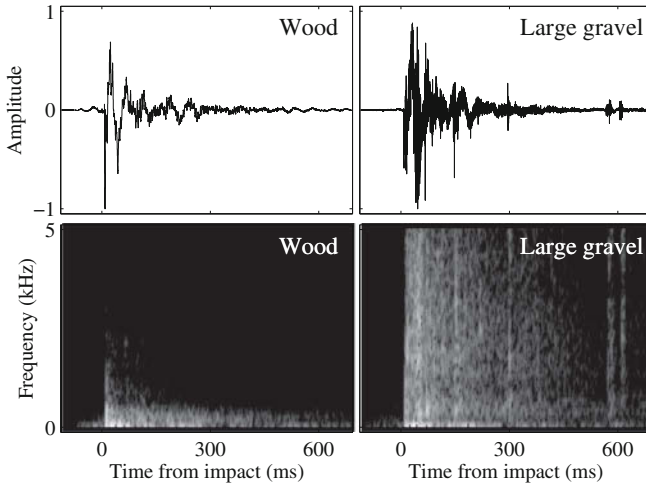 1
Wood
Large gravel
Amplitude
0
−1
5
Wood
Large gravel
Frequency (kHz)
0
0 300 600 0 300 600
Time from impact (ms) Time from impact (ms)